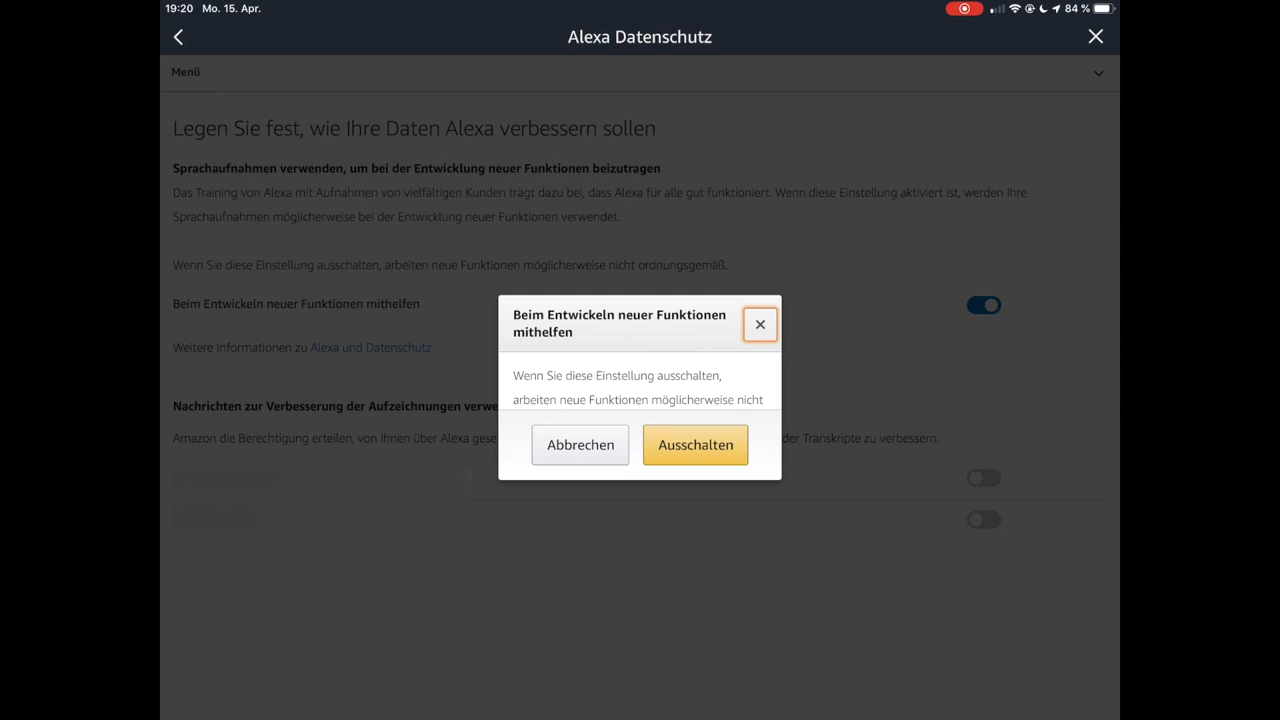 19:20 Mo. 15. Apr. 84 %
Alexa Datenschutz
Menü
Legen Sie fest, wie Ihre Daten Alexa verbessern sollen
Sprachaufnahmen verwenden, um bei der Entwicklung neuer Funktionen beizutragen
Das Training von Alexa mit Aufnahmen von vielfältigen Kunden trägt dazu bei, dass Alexa für alle gut funktioniert. Wenn diese Einstellung aktiviert ist, werden Ihre
Sprachaufnahmen möglicherweise bei der Entwicklung neuer Funktionen verwendet.
Wenn Sie diese Einstellung ausschalten, arbeiten neue Funktionen möglicherweise nicht ordnungsgemäß.
Beim Entwickeln neuer Funktionen mithelfen
Weitere Informationen zu Alexa und Datenschutz
Nachrichten zur Verbesserung der Aufzeichnungen verwe
Amazon die Berechtigung erteilen, von Ihnen über Alexa gese
der Transkripte zu verbessern.
Beim Entwickeln neuer Funktionen
mithelfen
Wenn Sie diese Einstellung ausschalten,
arbeiten neue Funktionen möglicherweise nicht
Abbrechen Ausschalten